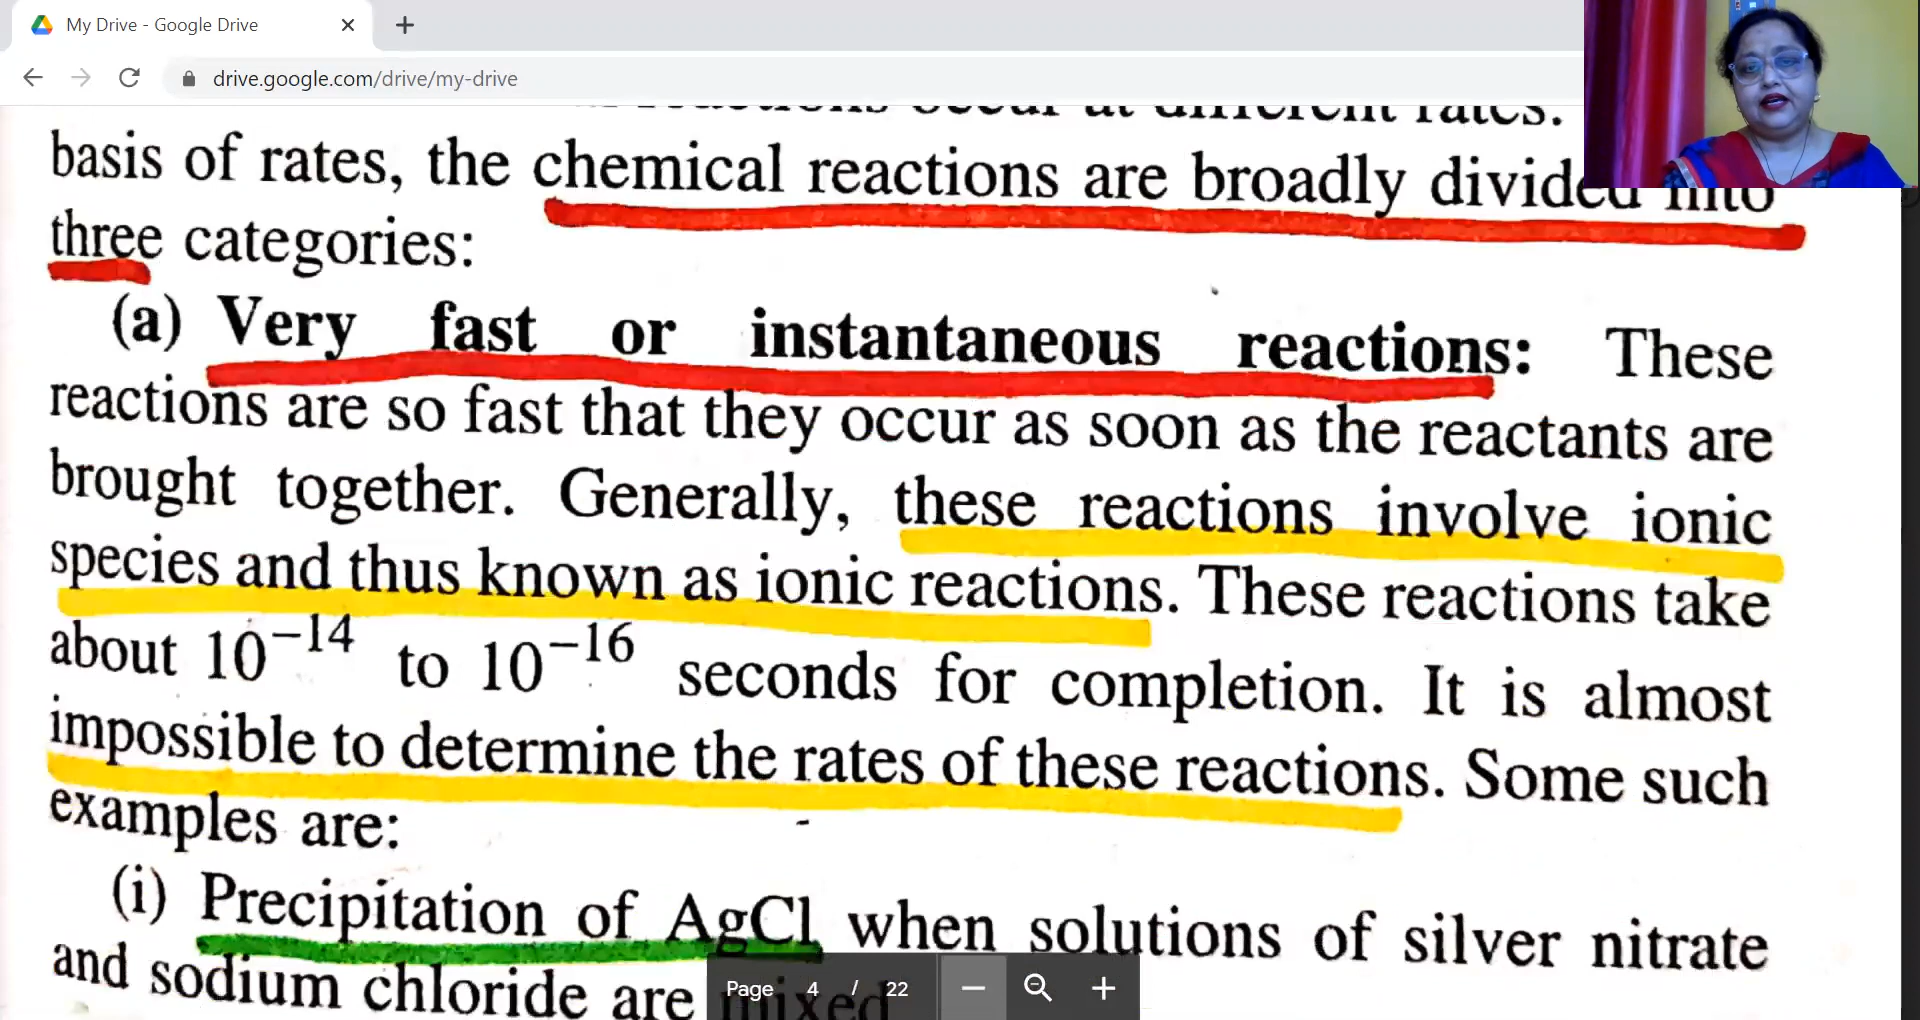 My Drive - Google Drive
drive.google.com/drive/my-drive
reactions occur at different rates.
basis of rates, the chemical reactions are broadly divided into
three categories:
(a) Very fast or instantaneous reactions: These
reactions are so fast that they occur as soon as the reactants are
brought together. Generally, these reactions involve ionic
species and thus known as ionic reactions. These reactions take
about 10⁻¹⁴ to 10⁻¹⁶ seconds for completion. It is almost
impossible to determine the rates of these reactions. Some such
examples are:
(i) Precipitation of AgCl when solutions of silver nitrate
and sodium chloride are mixed
Page 4 / 22